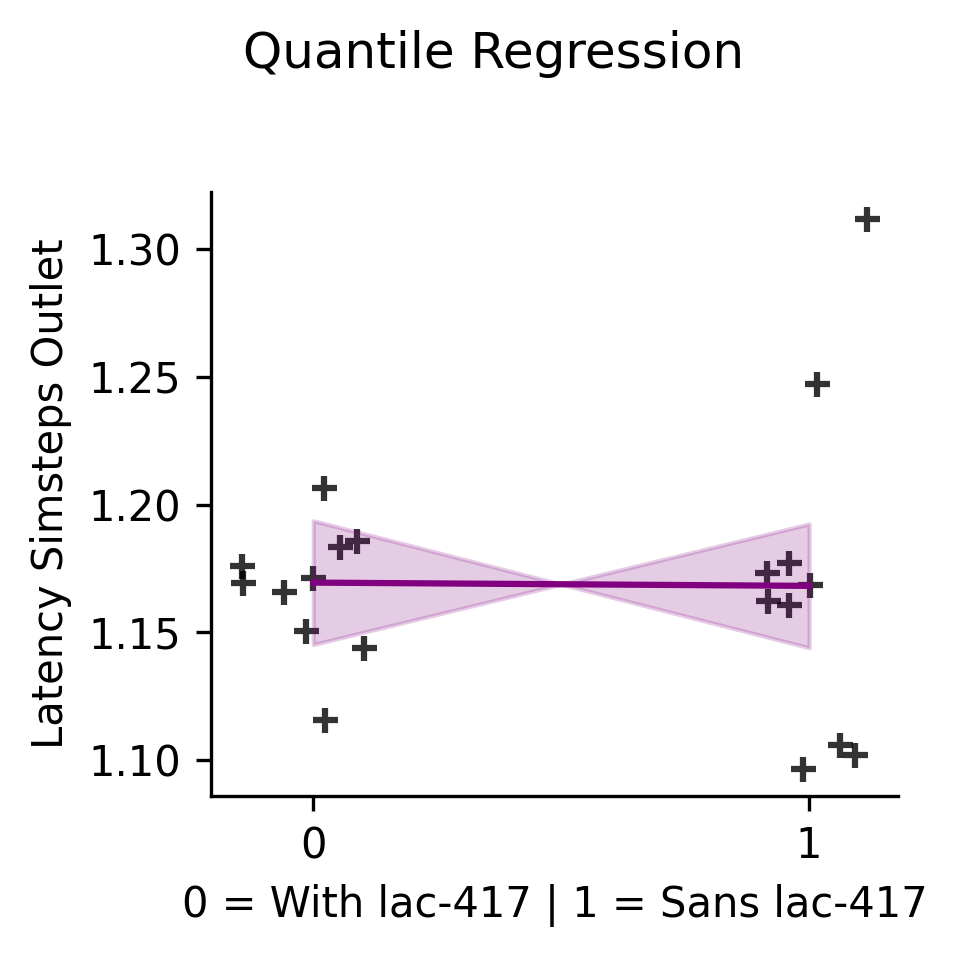 Quantile Regression
Latency Simsteps Outlet
1.30
1.25
1.20
1.15
1.10
0
1
0 = With lac-417 | 1 = Sans lac-417